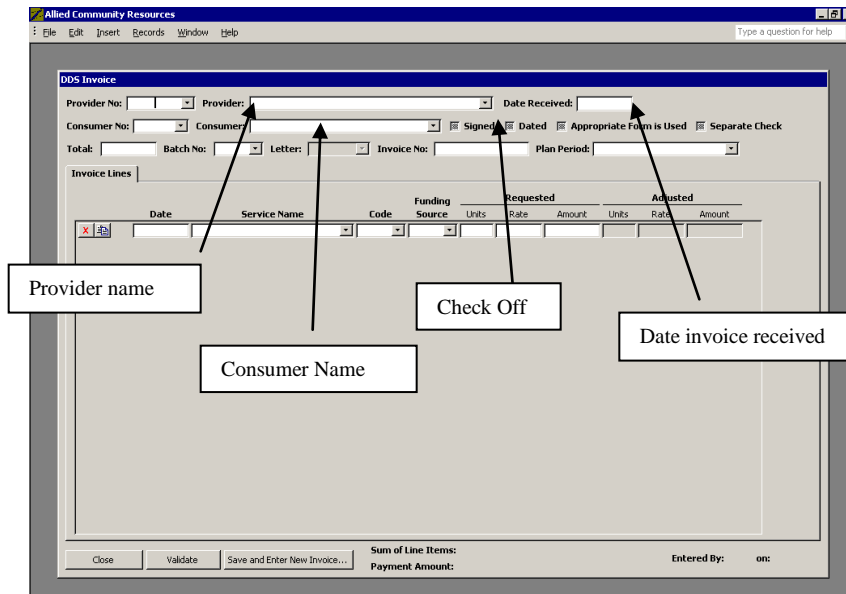 Allied Community Resources
File Edit Insert Records Window Help Type a question for help
DDS Invoice
Provider No: Provider: Date Received:
Consumer No: Consumer: Signed Dated Appropriate Form is Used Separate Check
Total: Batch No: Letter: Invoice No: Plan Period:
Invoice Lines
Funding Requested Adjusted
Date Service Name Code Source Units Rate Amount Units Rate Amount
X
Provider name
Check Off
Date invoice received
Consumer Name
Close Validate Save and Enter New Invoice... Sum of Line Items: Entered By: on:
Payment Amount: